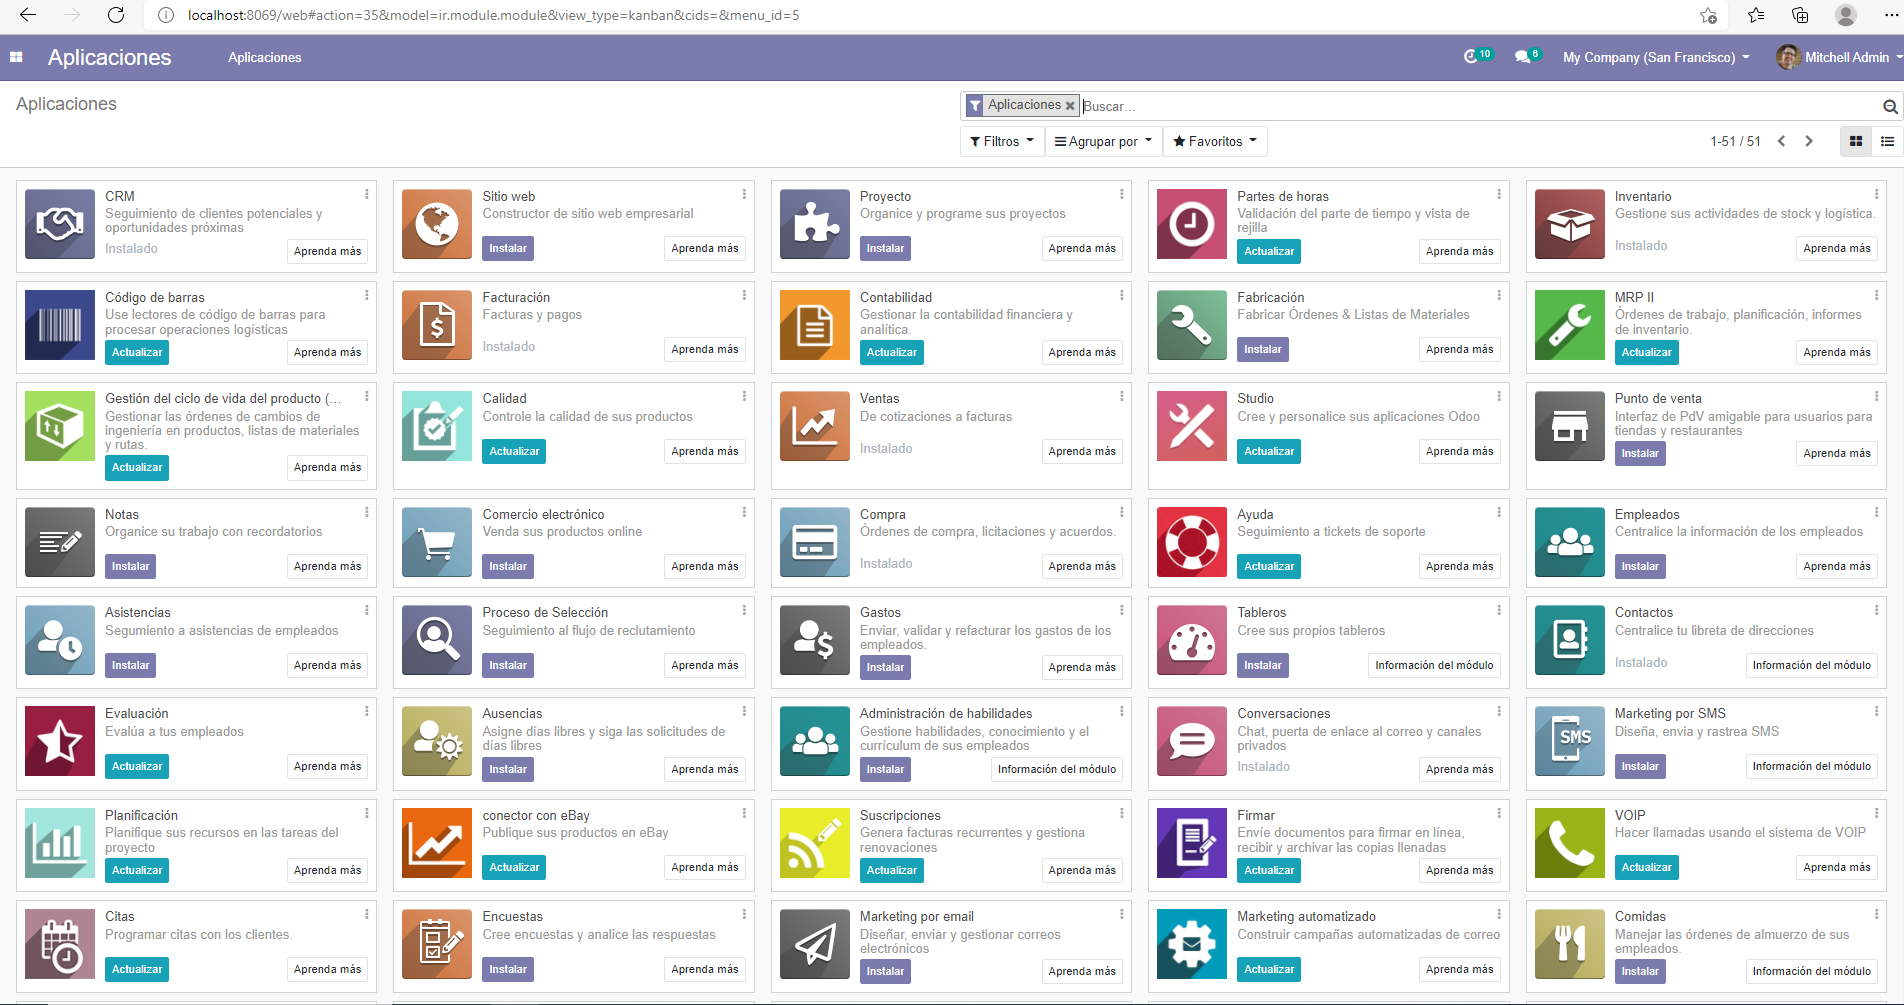 localhost:8069/web#action=35&model=ir.module.module&view_type=kanban&cids=&menu_id=5
Aplicaciones
Aplicaciones
10
6
My Company (San Francisco)
Mitchell Admin
Aplicaciones
Aplicaciones
Buscar...
Filtros
Agrupar por
Favoritos
1-51 / 51
CRM
Seguimiento de clientes potenciales y
oportunidades próximas
Instalado
Aprenda más
Sitio web
Constructor de sitio web empresarial
Instalar
Aprenda más
Proyecto
Organice y programe sus proyectos
Instalar
Aprenda más
Partes de horas
Validación del parte de tiempo y vista de
rejilla
Actualizar
Aprenda más
Inventario
Gestione sus actividades de stock y logística.
Instalado
Aprenda más
Código de barras
Use lectores de código de barras para
procesar operaciones logísticas
Actualizar
Aprenda más
Facturación
Facturas y pagos
Instalado
Aprenda más
Contabilidad
Gestionar la contabilidad financiera y
analítica.
Actualizar
Aprenda más
Fabricación
Fabricar Órdenes & Listas de Materiales
Instalar
Aprenda más
MRP II
Órdenes de trabajo, planificación, informes
de inventario.
Actualizar
Aprenda más
Gestión del ciclo de vida del producto (...
Gestionar las órdenes de cambios de
ingeniería en productos, listas de materiales
y rutas.
Actualizar
Aprenda más
Calidad
Controle la calidad de sus productos
Actualizar
Aprenda más
Ventas
De cotizaciones a facturas
Instalado
Aprenda más
Studio
Cree y personalice sus aplicaciones Odoo
Actualizar
Aprenda más
Punto de venta
Interfaz de PdV amigable para usuarios para
tiendas y restaurantes
Instalar
Aprenda más
Notas
Organice su trabajo con recordatorios
Instalar
Aprenda más
Comercio electrónico
Venda sus productos online
Instalar
Aprenda más
Compra
Órdenes de compra, licitaciones y acuerdos.
Instalado
Aprenda más
Ayuda
Seguimiento a tickets de soporte
Actualizar
Aprenda más
Empleados
Centralice la información de los empleados
Instalar
Aprenda más
Asistencias
Segumiento a asistencias de empleados
Instalar
Aprenda más
Proceso de Selección
Seguimiento al flujo de reclutamiento
Instalar
Aprenda más
Gastos
Enviar, validar y refacturar los gastos de los
empleados.
Instalar
Aprenda más
Tableros
Cree sus propios tableros
Instalar
Información del módulo
Contactos
Centralice tu libreta de direcciones
Instalado
Información del módulo
Evaluación
Evalúa a tus empleados
Actualizar
Aprenda más
Ausencias
Asigne días libres y siga las solicitudes de
días libres
Instalar
Aprenda más
Administración de habilidades
Gestione habilidades, conocimiento y el
currículum de sus empleados
Instalar
Información del módulo
Conversaciones
Chat, puerta de enlace al correo y canales
privados
Instalado
Aprenda más
SMS
Marketing por SMS
Diseña, envia y rastrea SMS
Instalar
Información del módulo
Planificación
Planifique sus recursos en las tareas del
proyecto
Actualizar
Aprenda más
conector con eBay
Publique sus productos en eBay
Actualizar
Aprenda más
Suscripciones
Genera facturas recurrentes y gestiona
renovaciones
Actualizar
Aprenda más
Firmar
Envíe documentos para firmar en línea,
recibir y archivar las copias llenadas
Actualizar
Aprenda más
VOIP
Hacer llamadas usando el sistema de VOIP
Actualizar
Aprenda más
Citas
Programar citas con los clientes.
Actualizar
Aprenda más
Encuestas
Cree encuestas y analice las respuestas
Instalar
Aprenda más
Marketing por email
Diseñar, enviar y gestionar correos
electrónicos
Instalar
Aprenda más
Marketing automatizado
Construir campañas automatizadas de correo
Actualizar
Aprenda más
Comidas
Manejar las órdenes de almuerzo de sus
empleados.
Instalar
Información del módulo